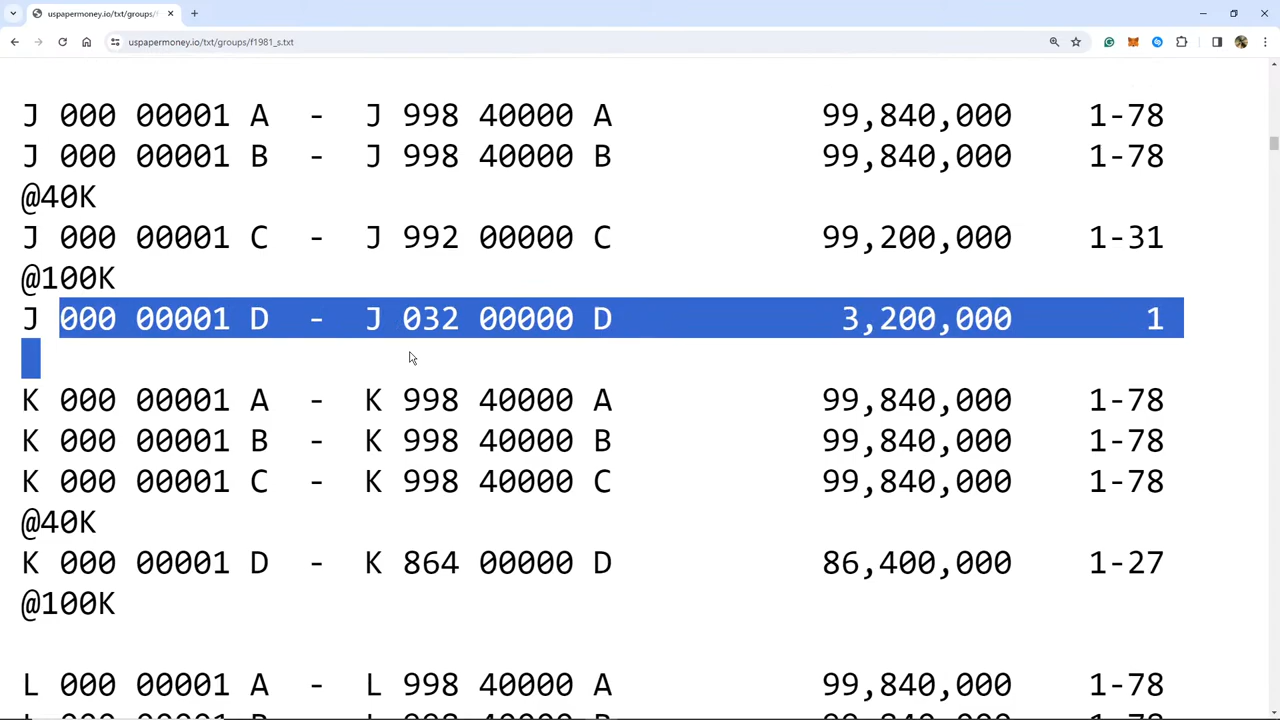 uspapermoney.io/txt/groups/f
uspapermoney.io/txt/groups/f1981_s.txt
J 000 00001 A - J 998 40000 A 99,840,000 1-78
J 000 00001 B - J 998 40000 B 99,840,000 1-78
@40K
J 000 00001 C - J 992 00000 C 99,200,000 1-31
@100K
J 000 00001 D - J 032 00000 D 3,200,000 1
K 000 00001 A - K 998 40000 A 99,840,000 1-78
K 000 00001 B - K 998 40000 B 99,840,000 1-78
K 000 00001 C - K 998 40000 C 99,840,000 1-78
@40K
K 000 00001 D - K 864 00000 D 86,400,000 1-27
@100K
L 000 00001 A - L 998 40000 A 99,840,000 1-78